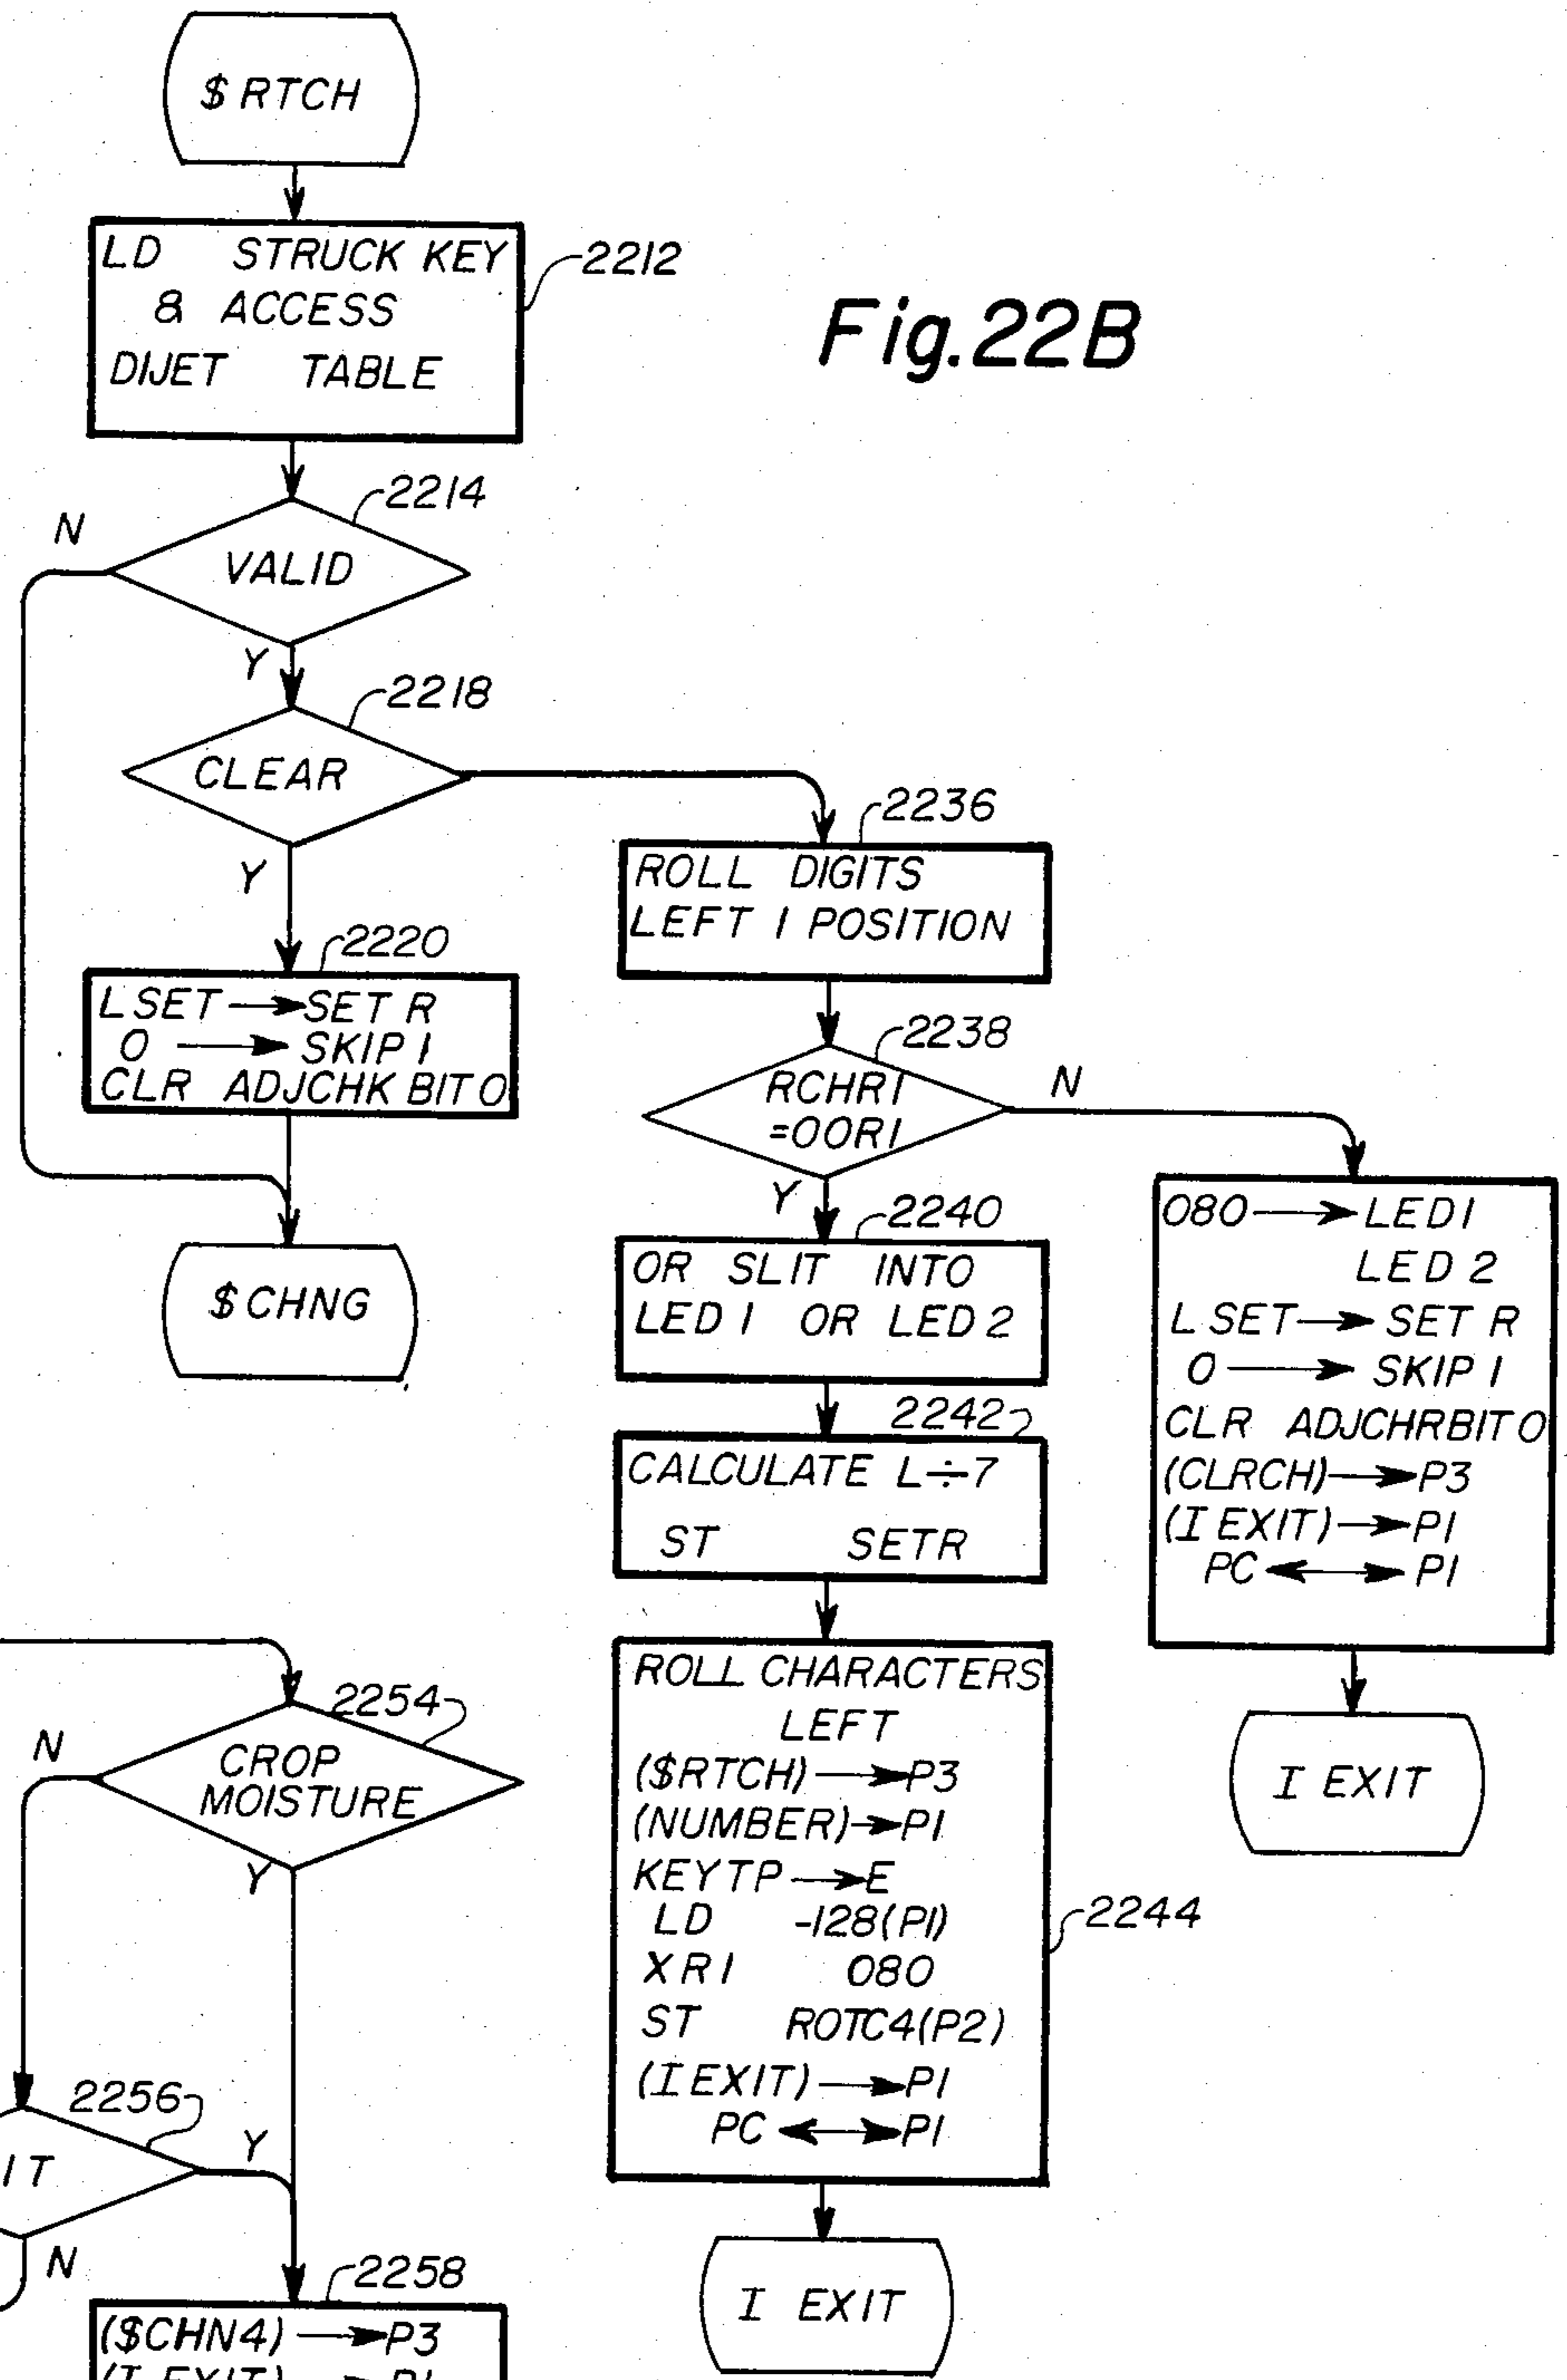 $ RTCH
LD STRUCK KEY
& ACCESS
DIJET TABLE
2212
Fig.22B
2214
N
VALID
Y
2218
CLEAR
Y
2220
LSET → SET R
0 → SKIP 1
CLR ADJCHK BIT 0
$ CHNG
2236
ROLL DIGITS
LEFT 1 POSITION
2238
RCHR1
=00R1
N
Y
2240
OR SLIT INTO
LED 1 OR LED 2
2242
CALCULATE L÷7
ST SETR
ROLL CHARACTERS
LEFT
($RTCH) → P3
(NUMBER) → P1
KEYTP → E
LD -128(P1)
XRI 080
ST ROTC4(P2)
(I EXIT) → P1
PC ↔ P1
2244
I EXIT
080 → LED1
LED 2
L SET → SET R
0 → SKIP 1
CLR ADJCHRBIT 0
(CLRCH) → P3
(I EXIT) → P1
PC ↔ P1
I EXIT
2254
N
CROP
MOISTURE
Y
2256
IT
Y
N
2258
($CHN4) → P3
(I EXIT) → P1